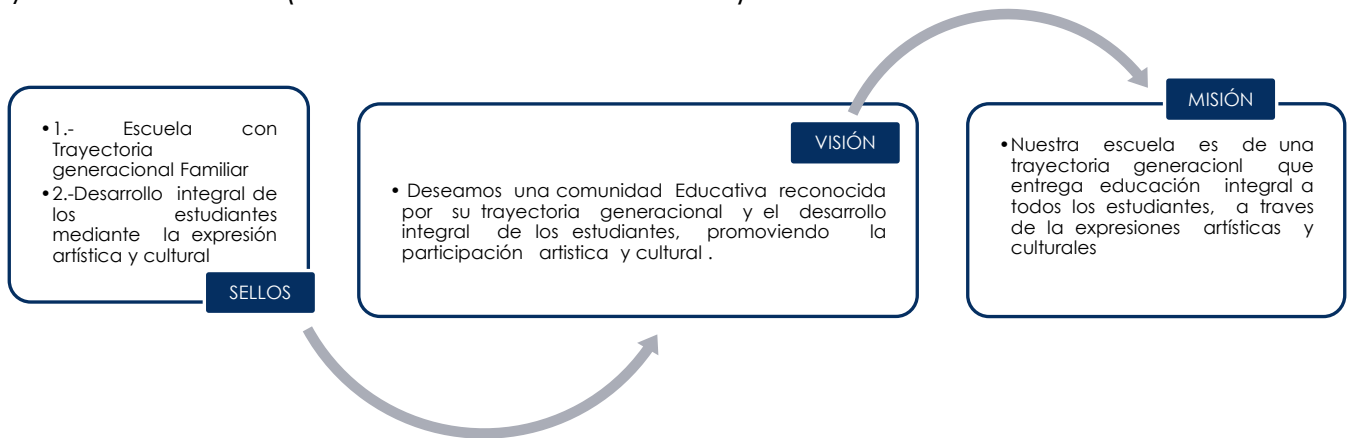 •1.- Escuela con
Trayectoria
generacional Familiar
•2.-Desarrollo integral de
los estudiantes
mediante la expresión
artística y cultural
SELLOS
VISIÓN
• Deseamos una comunidad Educativa reconocida
por su trayectoria generacional y el desarrollo
integral de los estudiantes, promoviendo la
participación artistica y cultural .
MISIÓN
•Nuestra escuela es de una
trayectoria generacionl que
entrega educación integral a
todos los estudiantes, a traves
de la expresiones artísticas y
culturales